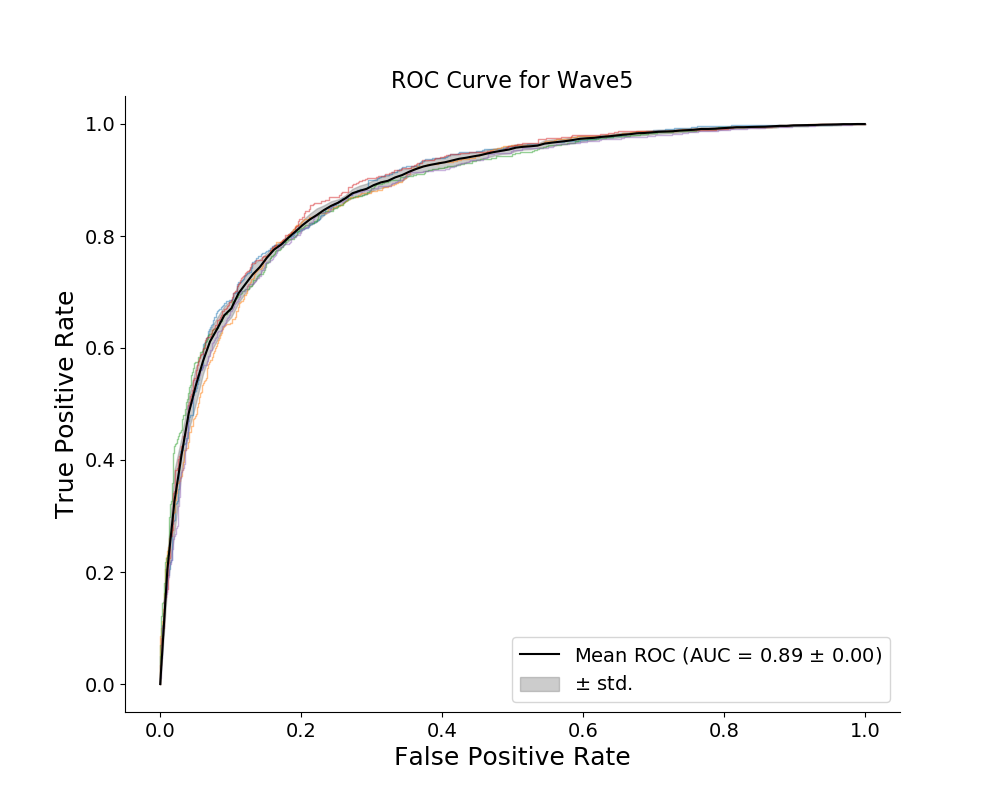 ROC Curve for Wave5
True Positive Rate
1.0
0.8
0.6
0.4
0.2
0.0
Mean ROC (AUC = 0.89 ± 0.00)
± std.
0.0 0.2 0.4 0.6 0.8 1.0
False Positive Rate